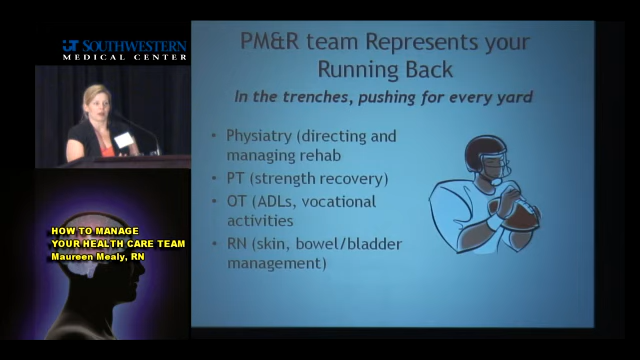 UT SOUTHWESTERN
MEDICAL CENTER
HOW TO MANAGE
YOUR HEALTH CARE TEAM
Maureen Mealy, RN
PM&R team Represents your
Running Back
In the trenches, pushing for every yard
• Physiatry (directing and
managing rehab
• PT (strength recovery)
• OT (ADLs, vocational
activities
• RN (skin, bowel/bladder
management)